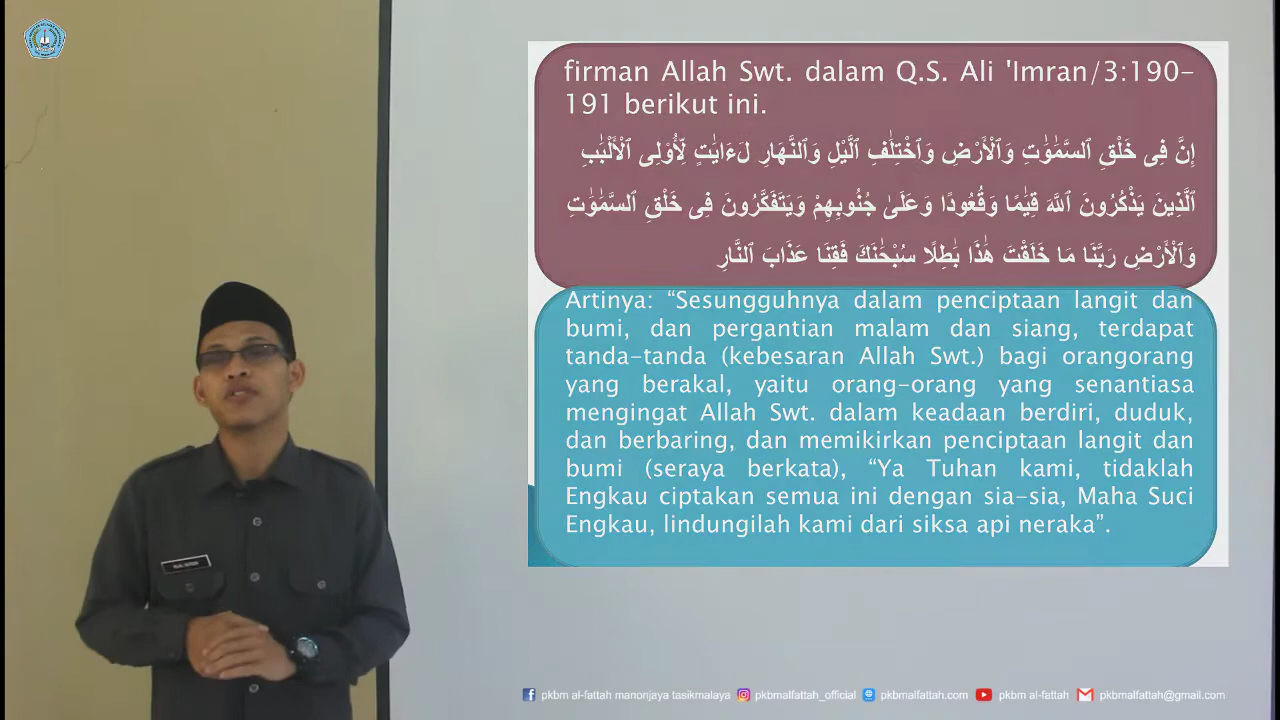 firman Allah Swt. dalam Q.S. Ali 'Imran/3:190-
191 berikut ini.
إِنَّ فِى خَلْقِ ٱلسَّمَٰوَٰتِ وَٱلْأَرْضِ وَٱخْتِلَٰفِ ٱلَّيْلِ وَٱلنَّهَارِ لَـَٔايَٰتٍ لِّأُو۟لِى ٱلْأَلْبَٰبِ
ٱلَّذِينَ يَذْكُرُونَ ٱللَّهَ قِيَٰمًا وَقُعُودًا وَعَلَىٰ جُنُوبِهِمْ وَيَتَفَكَّرُونَ فِى خَلْقِ ٱلسَّمَٰوَٰتِ
وَٱلْأَرْضِ رَبَّنَا مَا خَلَقْتَ هَٰذَا بَٰطِلًا سُبْحَٰنَكَ فَقِنَا عَذَابَ ٱلنَّارِ
Artinya: “Sesungguhnya dalam penciptaan langit dan
bumi, dan pergantian malam dan siang, terdapat
tanda-tanda (kebesaran Allah Swt.) bagi orangorang
yang berakal, yaitu orang-orang yang senantiasa
mengingat Allah Swt. dalam keadaan berdiri, duduk,
dan berbaring, dan memikirkan penciptaan langit dan
bumi (seraya berkata), “Ya Tuhan kami, tidaklah
Engkau ciptakan semua ini dengan sia-sia, Maha Suci
Engkau, lindungilah kami dari siksa api neraka”.
pkbm al-fattah manonjaya tasikmalaya pkbmalfattah_official pkbmalfattah.com pkbm al-fattah pkbmalfattah@gmail.com